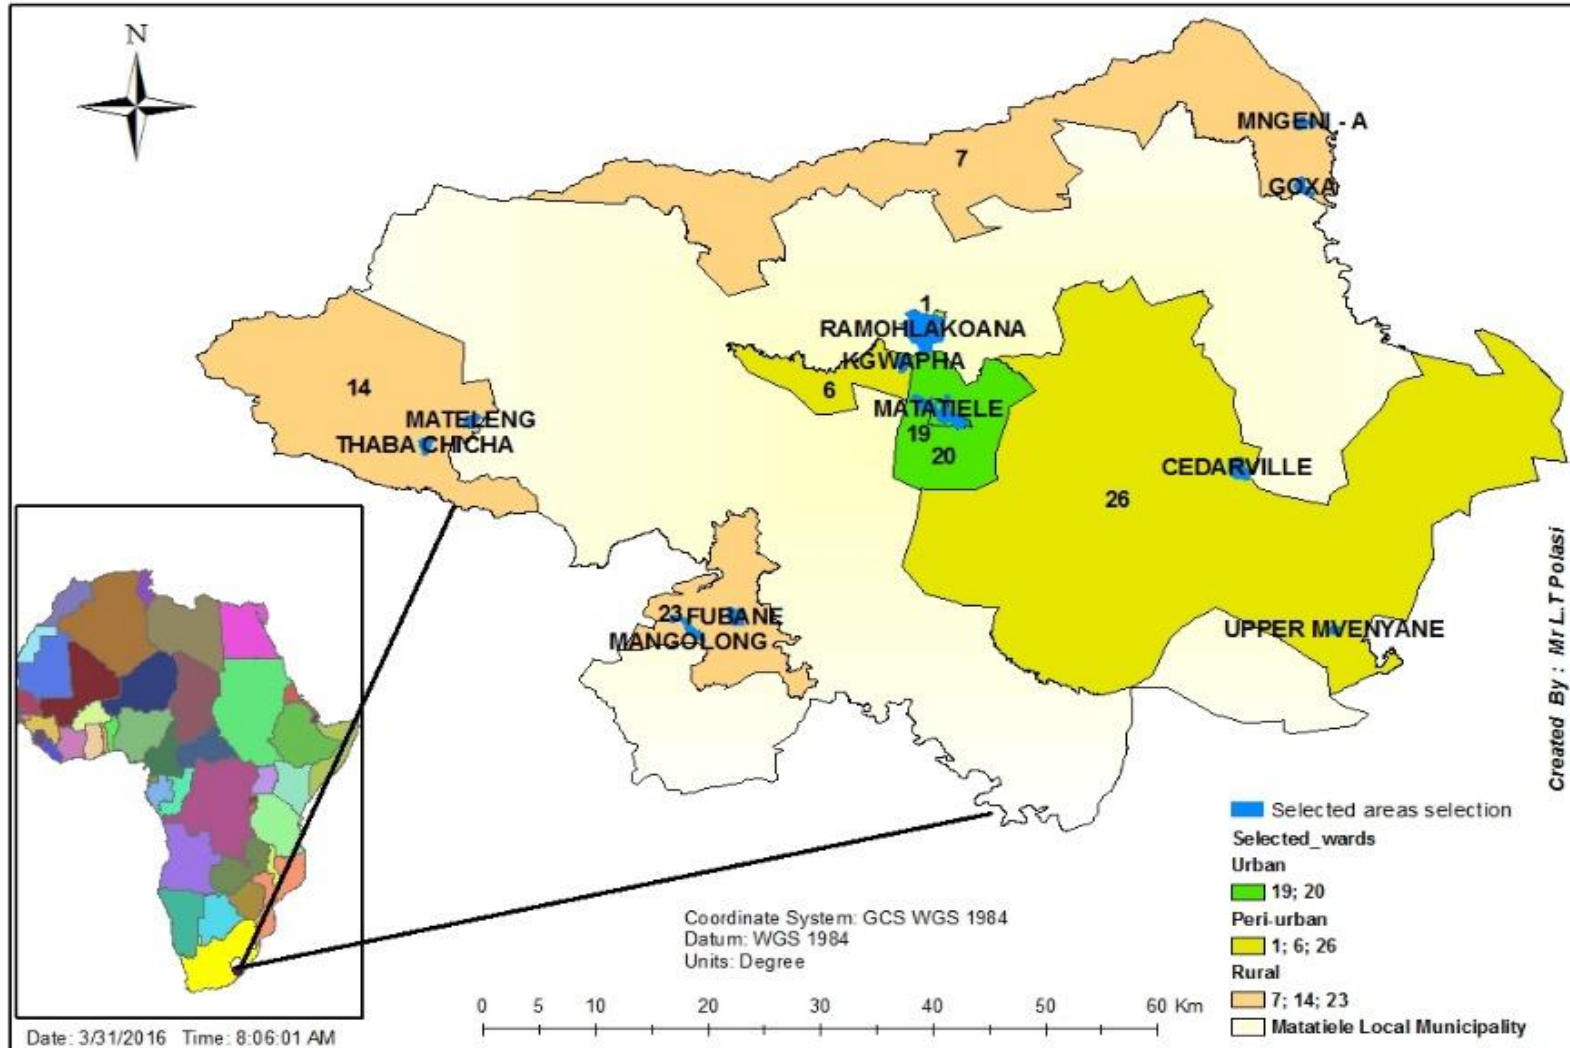 N
MNGENI - A
7
GOXA
1
RAMOHLAKOANA
KGWAPHA
6
14
MATELENG
THABA CHICHA
MATATIELE
19
20
CEDARVILLE
26
23 FUBANE
MANGOLONG
UPPER MVENYANE
Created By : Mr L.T Polasi
Selected areas selection
Selected_wards
Urban
19; 20
Peri-urban
1; 6; 26
Rural
7; 14; 23
Matatiele Local Municipality
Coordinate System: GCS WGS 1984
Datum: WGS 1984
Units: Degree
0 5 10 20 30 40 50 60 Km
Date: 3/31/2016 Time: 8:06:01 AM